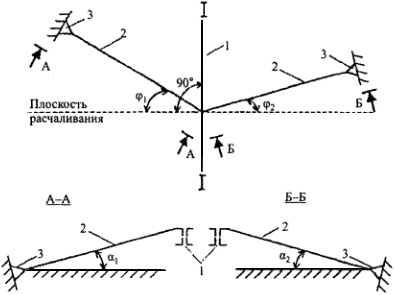 3
2
1
A
90°
2
3
φ₁
φ₂
Б
Плоскость
расчаливания
A
Б
A–A
Б–Б
2
2
3
α₁
1
α₂
3